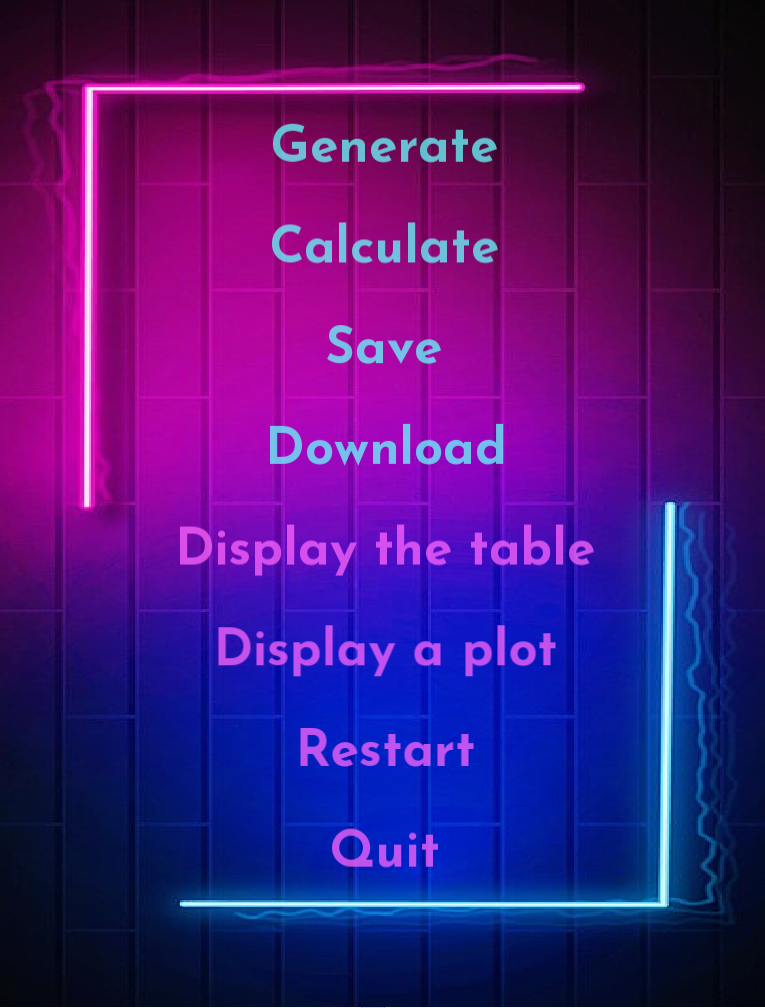 Generate
Calculate
Save
Download
Display the table
Display a plot
Restart
Quit